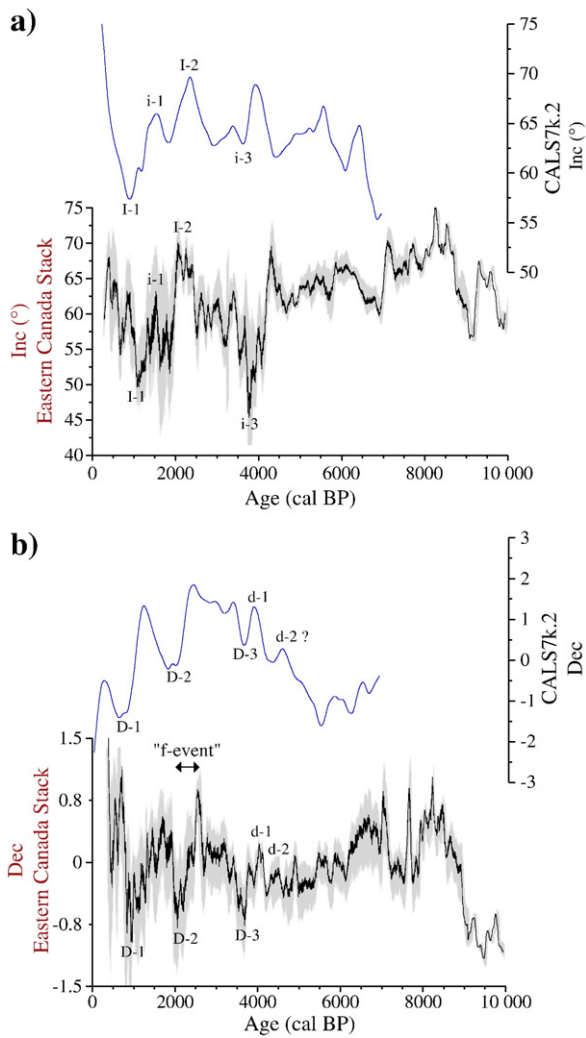 a)
75
70
65
60
55
50
CALS7k.2
Inc (°)
I-2
i-1
i-3
I-1
75
70
65
60
55
50
45
40
Inc (°)
Eastern Canada Stack
I-2
i-1
I-1
i-3
0
2000
4000
6000
8000
10 000
Age (cal BP)
b)
3
2
1
0
-1
-2
-3
CALS7k.2
Dec
d-1
d-2 ?
D-3
D-2
D-1
"f-event"
1.5
0.8
0
-0.8
-1.5
Dec
Eastern Canada Stack
d-1
d-2
D-1
D-2
D-3
0
2000
4000
6000
8000
10 000
Age (cal BP)